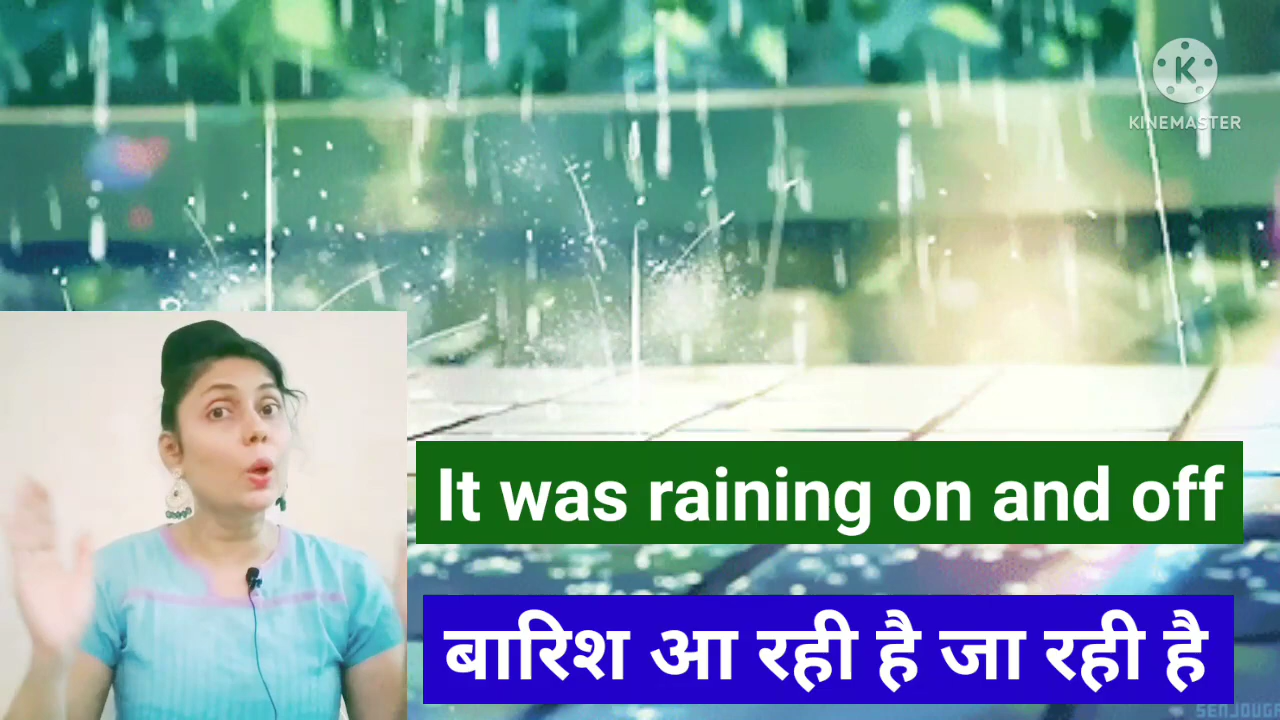 K
KINEMASTER
It was raining on and off
बारिश आ रही है जा रही है